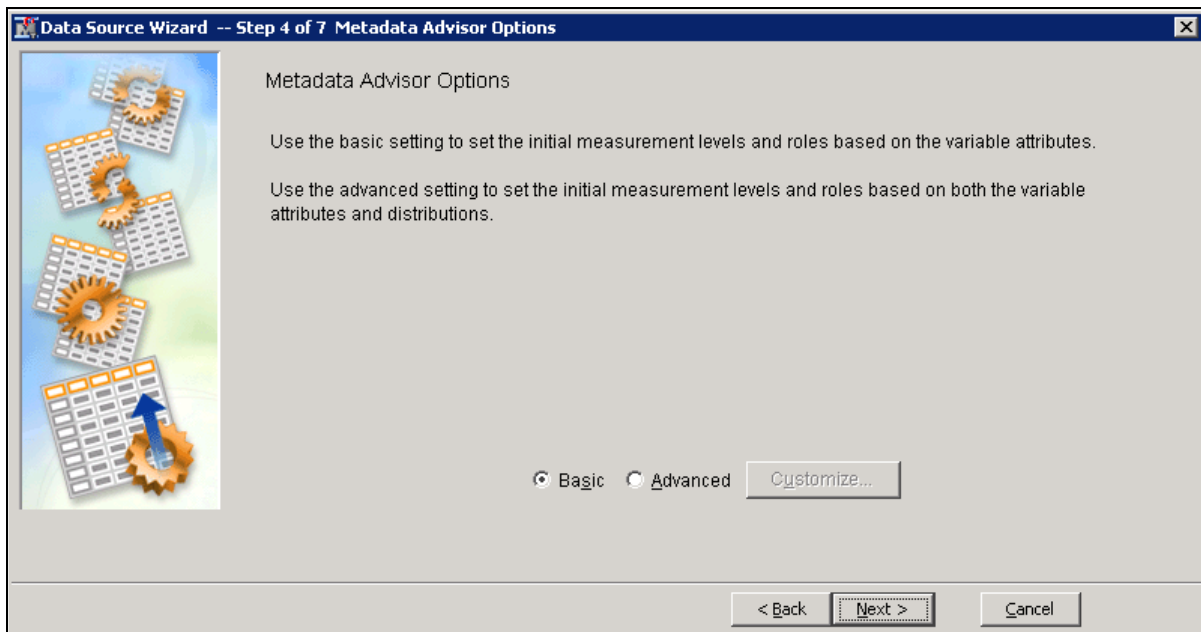 Data Source Wizard -- Step 4 of 7 Metadata Advisor Options
Metadata Advisor Options
Use the basic setting to set the initial measurement levels and roles based on the variable attributes.
Use the advanced setting to set the initial measurement levels and roles based on both the variable
attributes and distributions.
Basic Advanced Customize...
< Back Next > Cancel